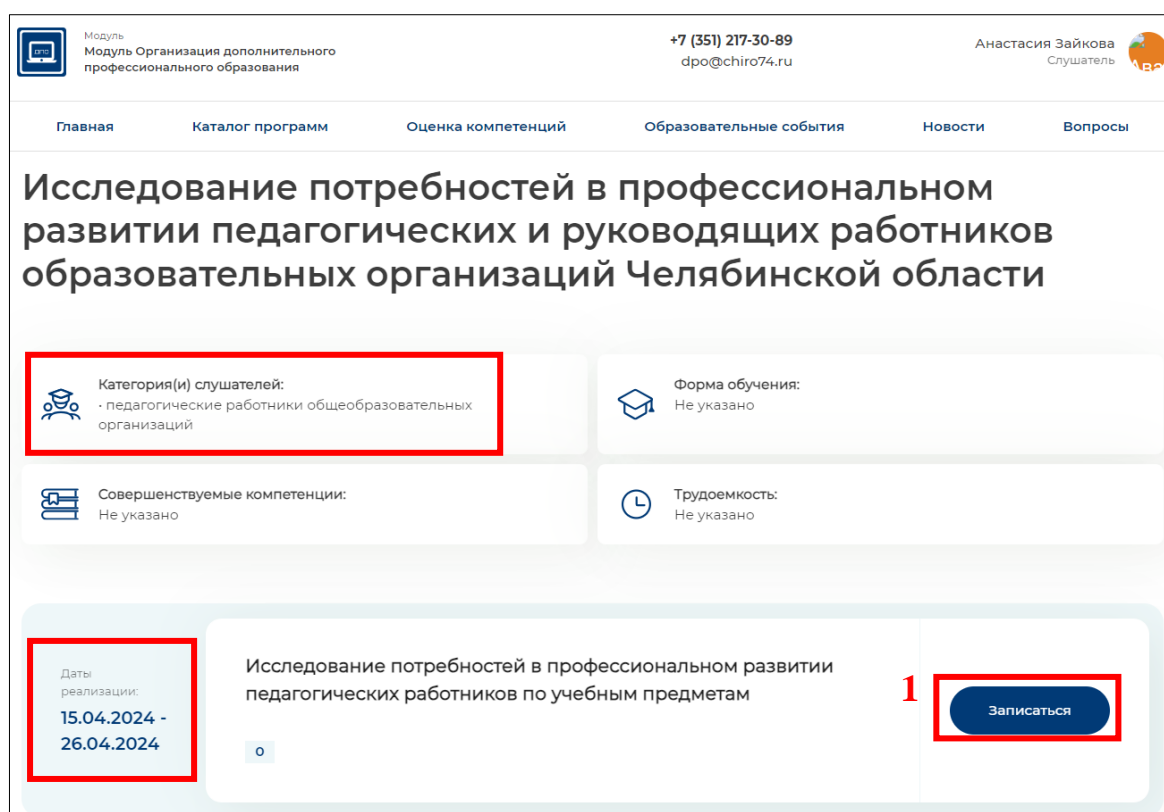 дпо
Модуль
Модуль Организация дополнительного
профессионального образования
+7 (351) 217-30-89
dpo@chiro74.ru
Анастасия Зайкова
Слушатель
Ава
Главная
Каталог программ
Оценка компетенций
Образовательные события
Новости
Вопросы
Исследование потребностей в профессиональном
развитии педагогических и руководящих работников
образовательных организаций Челябинской области
Категория(и) слушателей:
• педагогические работники общеобразовательных
организаций
Форма обучения:
Не указано
Совершенствуемые компетенции:
Не указано
Трудоемкость:
Не указано
Даты
реализации:
15.04.2024 -
26.04.2024
Исследование потребностей в профессиональном развитии
педагогических работников по учебным предметам
О
1
Записаться